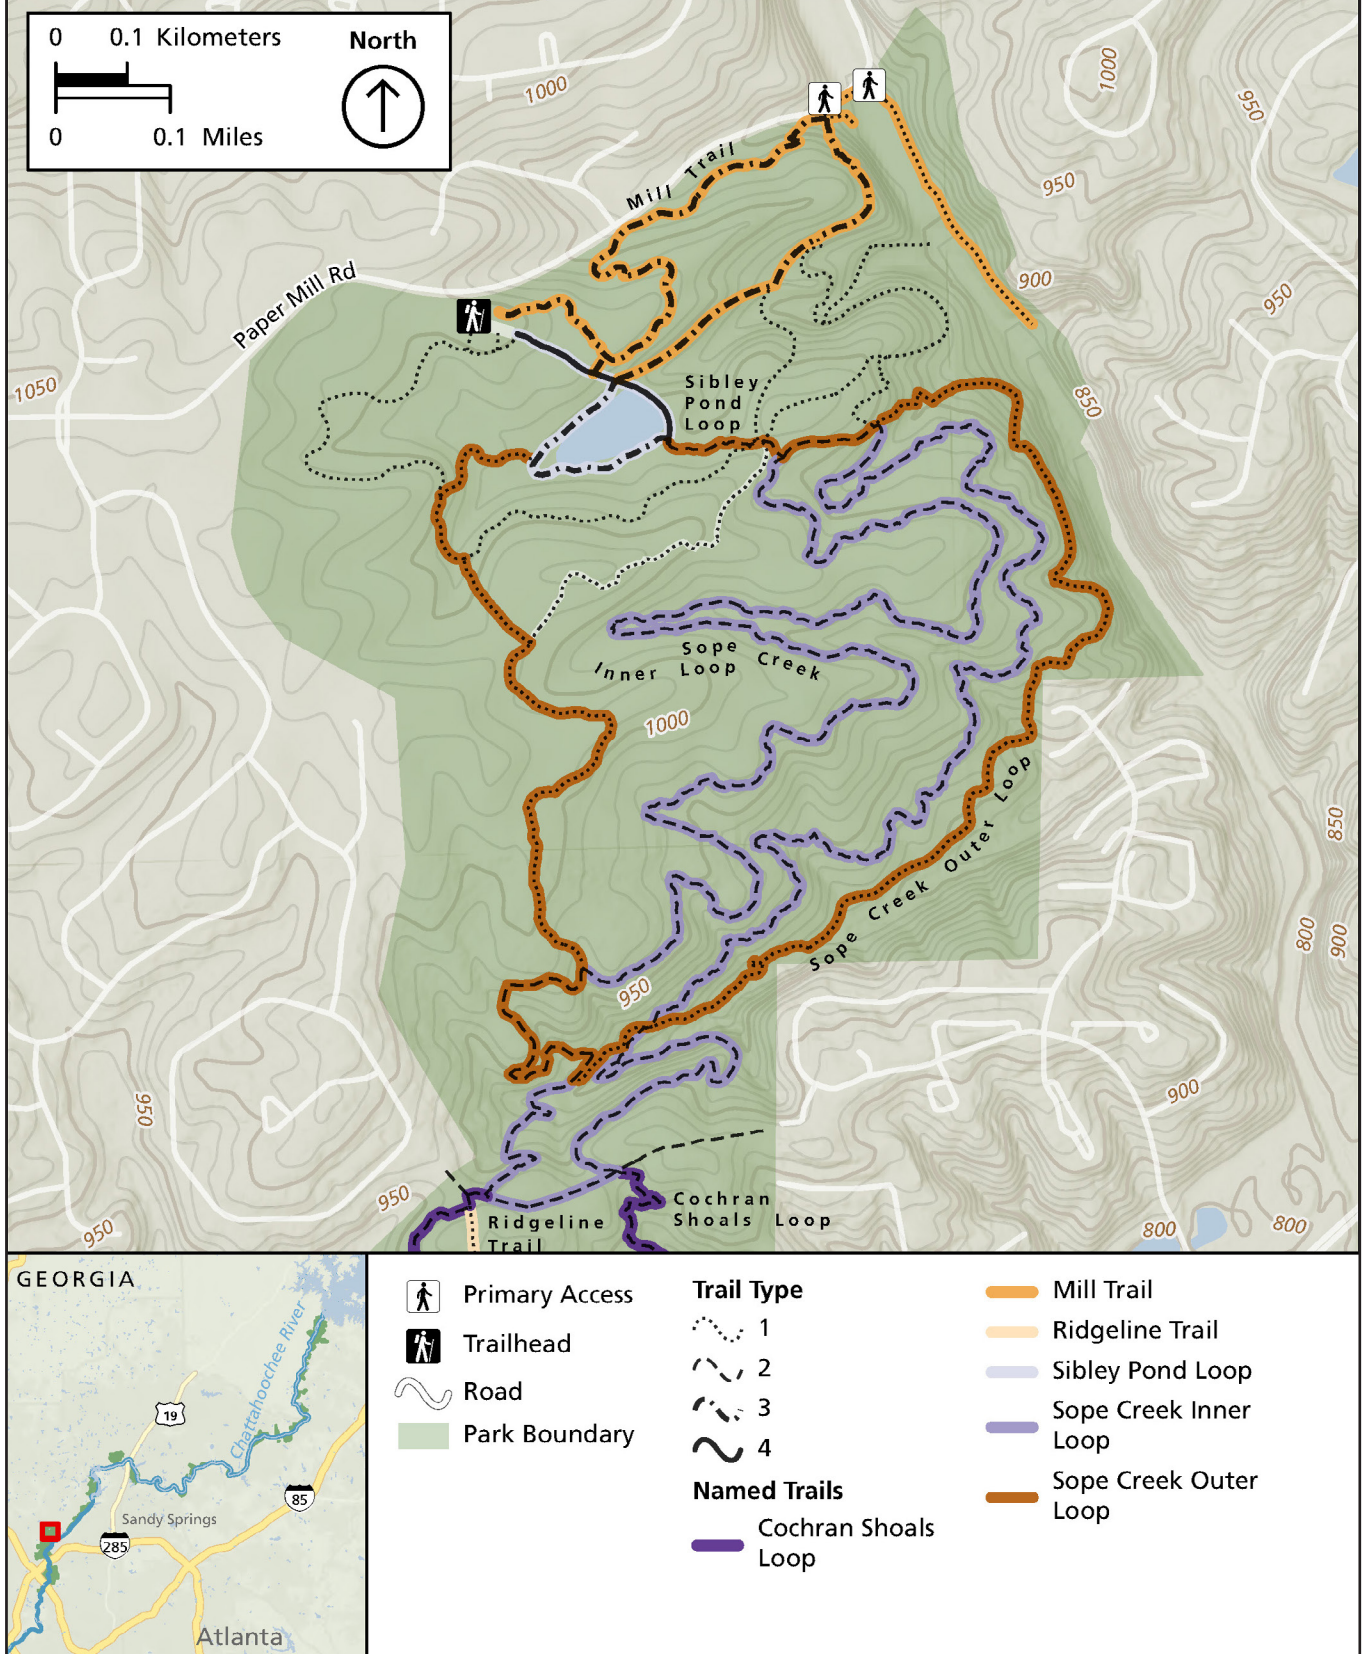 0 0.1 Kilometers
0 0.1 Miles
North
1000
1000
950
950
Mill Trail
Paper Mill Rd
900
950
1050
850
Sibley
Pond
Loop
Sope Creek
Inner Loop
1000
Sope Creek Outer Loop
850
800
900
950
950
900
950
950
Cochran
Shoals Loop
Ridgeline
Trail
800
800
GEORGIA
Chattahoochee River
19
85
Sandy Springs
285
Atlanta
Primary Access
Trailhead
Road
Park Boundary
Trail Type
1
2
3
4
Named Trails
Cochran Shoals
Loop
Mill Trail
Ridgeline Trail
Sibley Pond Loop
Sope Creek Inner
Loop
Sope Creek Outer
Loop